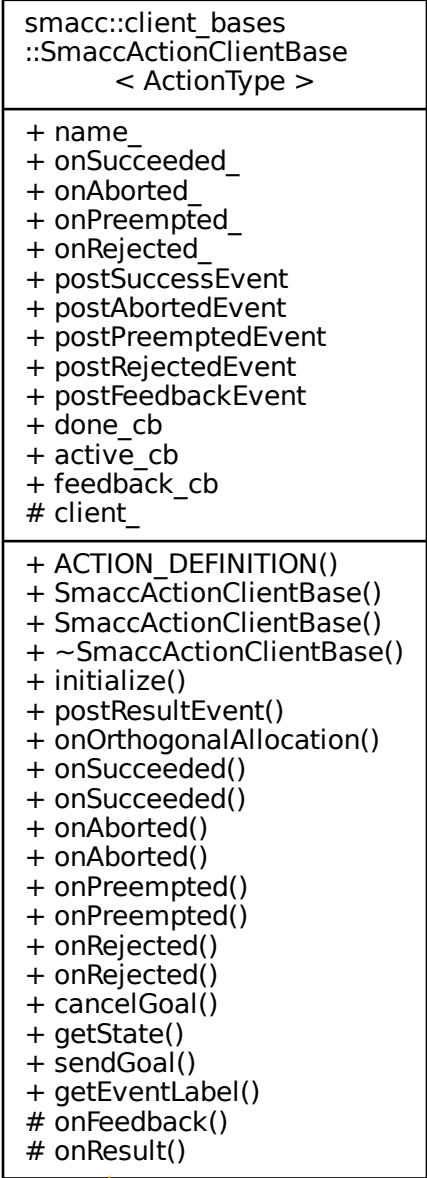 smacc::client_bases
::SmaccActionClientBase
< ActionType >
+ name_
+ onSucceeded_
+ onAborted_
+ onPreempted_
+ onRejected_
+ postSuccessEvent
+ postAbortedEvent
+ postPreemptedEvent
+ postRejectedEvent
+ postFeedbackEvent
+ done_cb
+ active_cb
+ feedback_cb
# client_
+ ACTION_DEFINITION()
+ SmaccActionClientBase()
+ SmaccActionClientBase()
+ ~SmaccActionClientBase()
+ initialize()
+ postResultEvent()
+ onOrthogonalAllocation()
+ onSucceeded()
+ onSucceeded()
+ onAborted()
+ onAborted()
+ onPreempted()
+ onPreempted()
+ onRejected()
+ onRejected()
+ cancelGoal()
+ getState()
+ sendGoal()
+ getEventLabel()
# onFeedback()
# onResult()